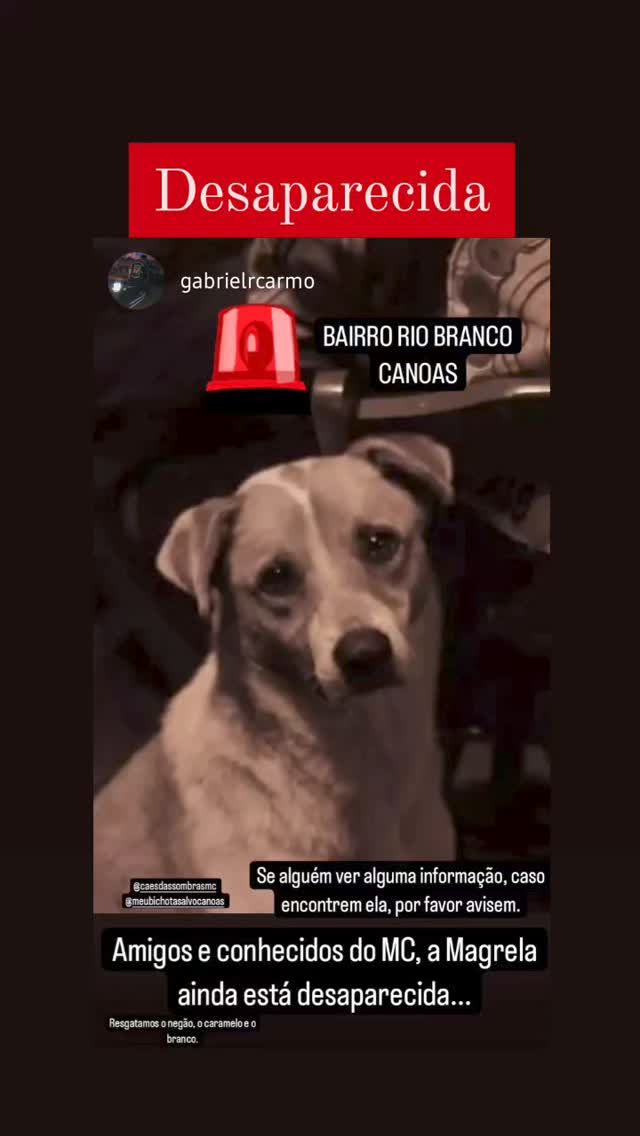 Desaparecida
gabrielrcarmo
BAIRRO RIO BRANCO
CANOAS
Se alguém ver alguma informação, caso
encontrem ela, por favor avisem.
@caesdassombrasmc
@meubichotasalvocanoas
Amigos e conhecidos do MC, a Magrela
ainda está desaparecida...
Resgatamos o negão, o caramelo e o
branco.